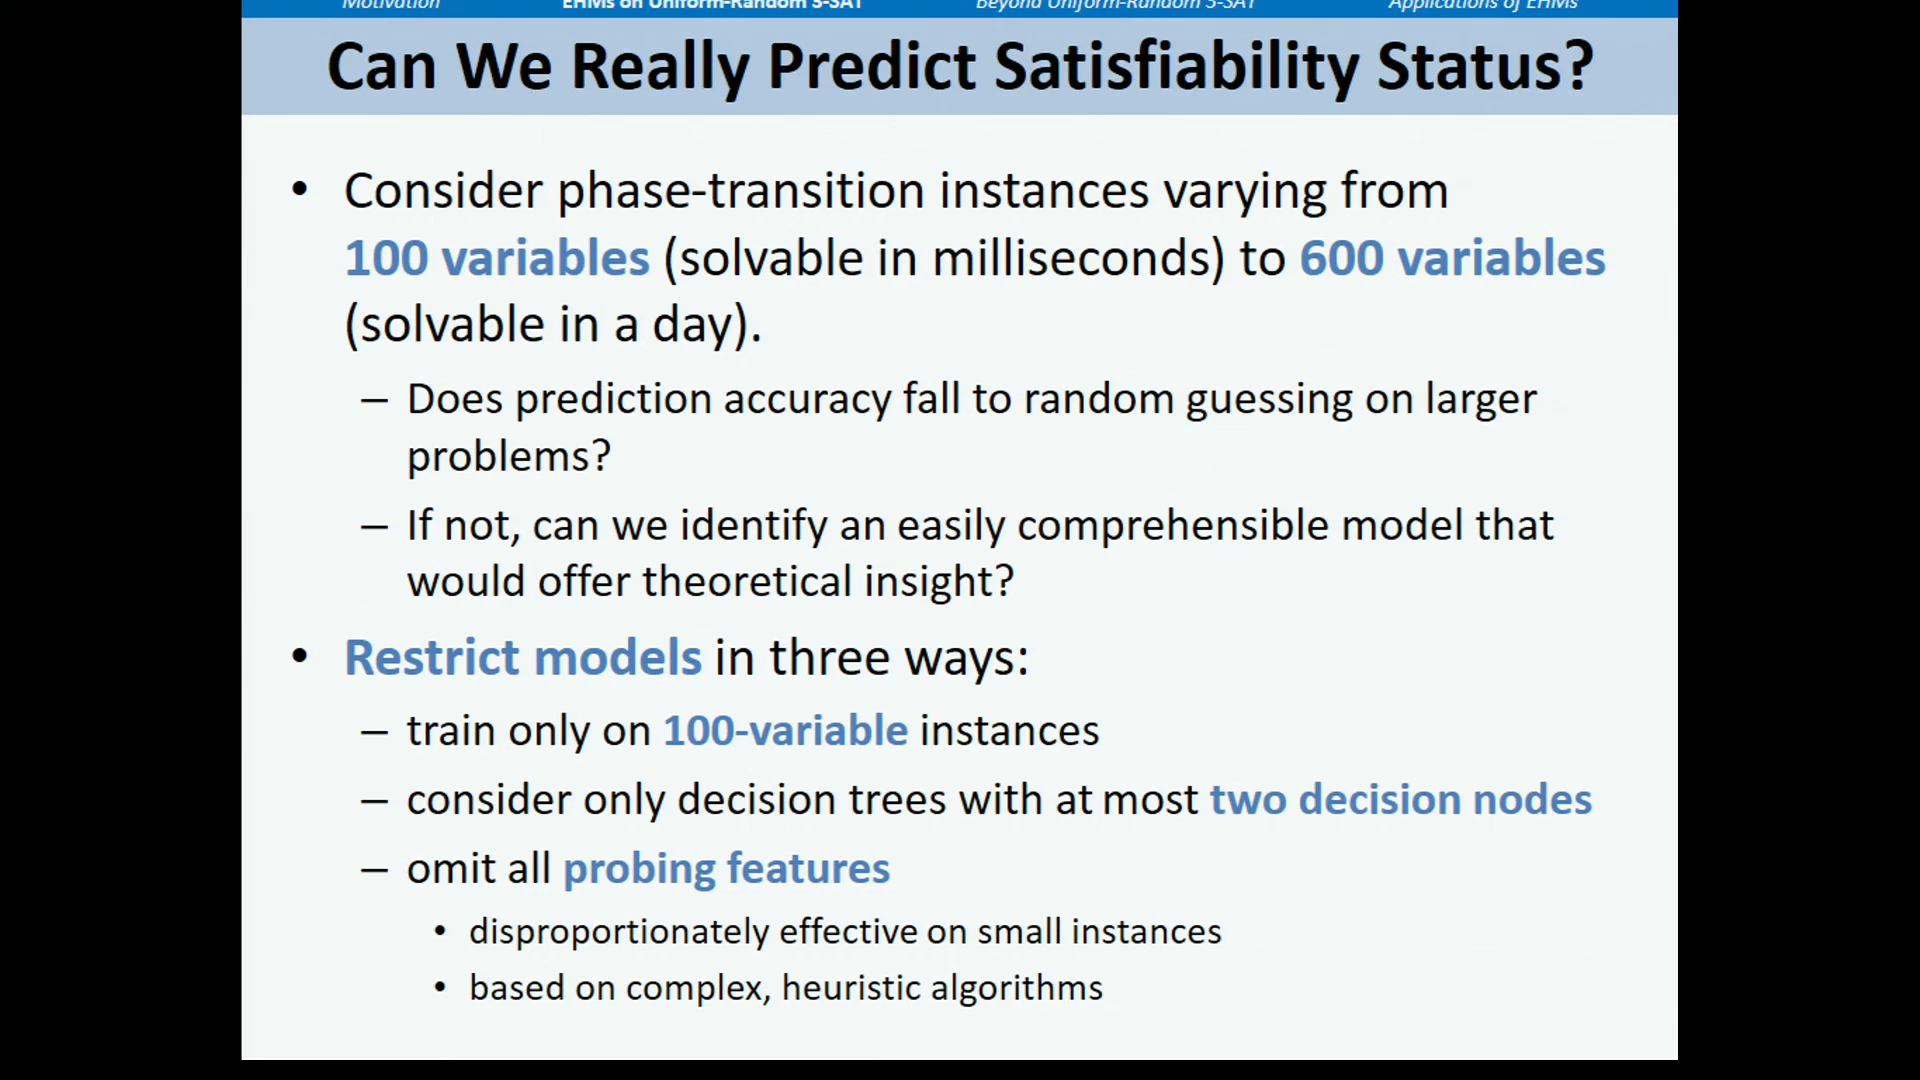 Motivation EHMs on Uniform-Random 3-SAT Beyond Uniform-Random 3-SAT Applications of EHMs
Can We Really Predict Satisfiability Status?
• Consider phase-transition instances varying from
100 variables (solvable in milliseconds) to 600 variables
(solvable in a day).
– Does prediction accuracy fall to random guessing on larger
problems?
– If not, can we identify an easily comprehensible model that
would offer theoretical insight?
• Restrict models in three ways:
– train only on 100-variable instances
– consider only decision trees with at most two decision nodes
– omit all probing features
• disproportionately effective on small instances
• based on complex, heuristic algorithms